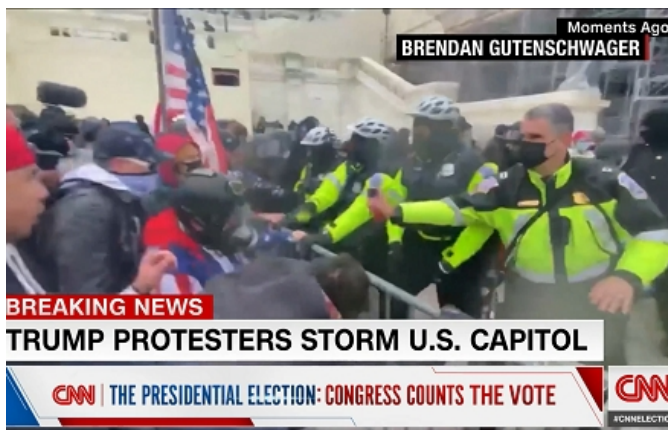 Moments Ago
BRENDAN GUTENSCHWAGER
BREAKING NEWS
TRUMP PROTESTERS STORM U.S. CAPITOL
CNN | THE PRESIDENTIAL ELECTION: CONGRESS COUNTS THE VOTE
CNN
#CNNELECTIO